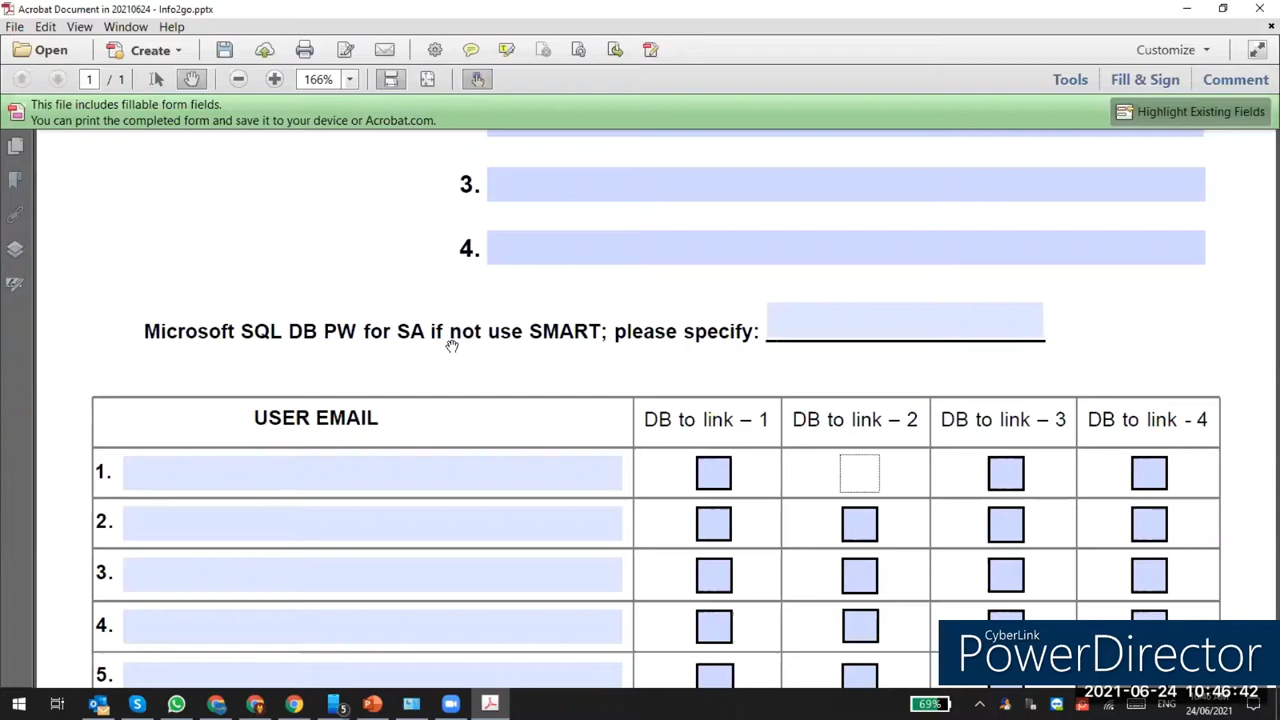 Acrobat Document in 20210624 - Info2go.pptx
File Edit View Window Help
Open Create 1 / 1 166% Customize
Tools Fill & Sign Comment
This file includes fillable form fields.
You can print the completed form and save it to your device or Acrobat.com.
Highlight Existing Fields
3.
4.
Microsoft SQL DB PW for SA if not use SMART; please specify:
USER EMAIL DB to link – 1 DB to link – 2 DB to link – 3 DB to link - 4
1.
2.
3.
4.
5.
CyberLink
PowerDirector
2021-06-24 10:46:42
69% ENG
24/06/2021